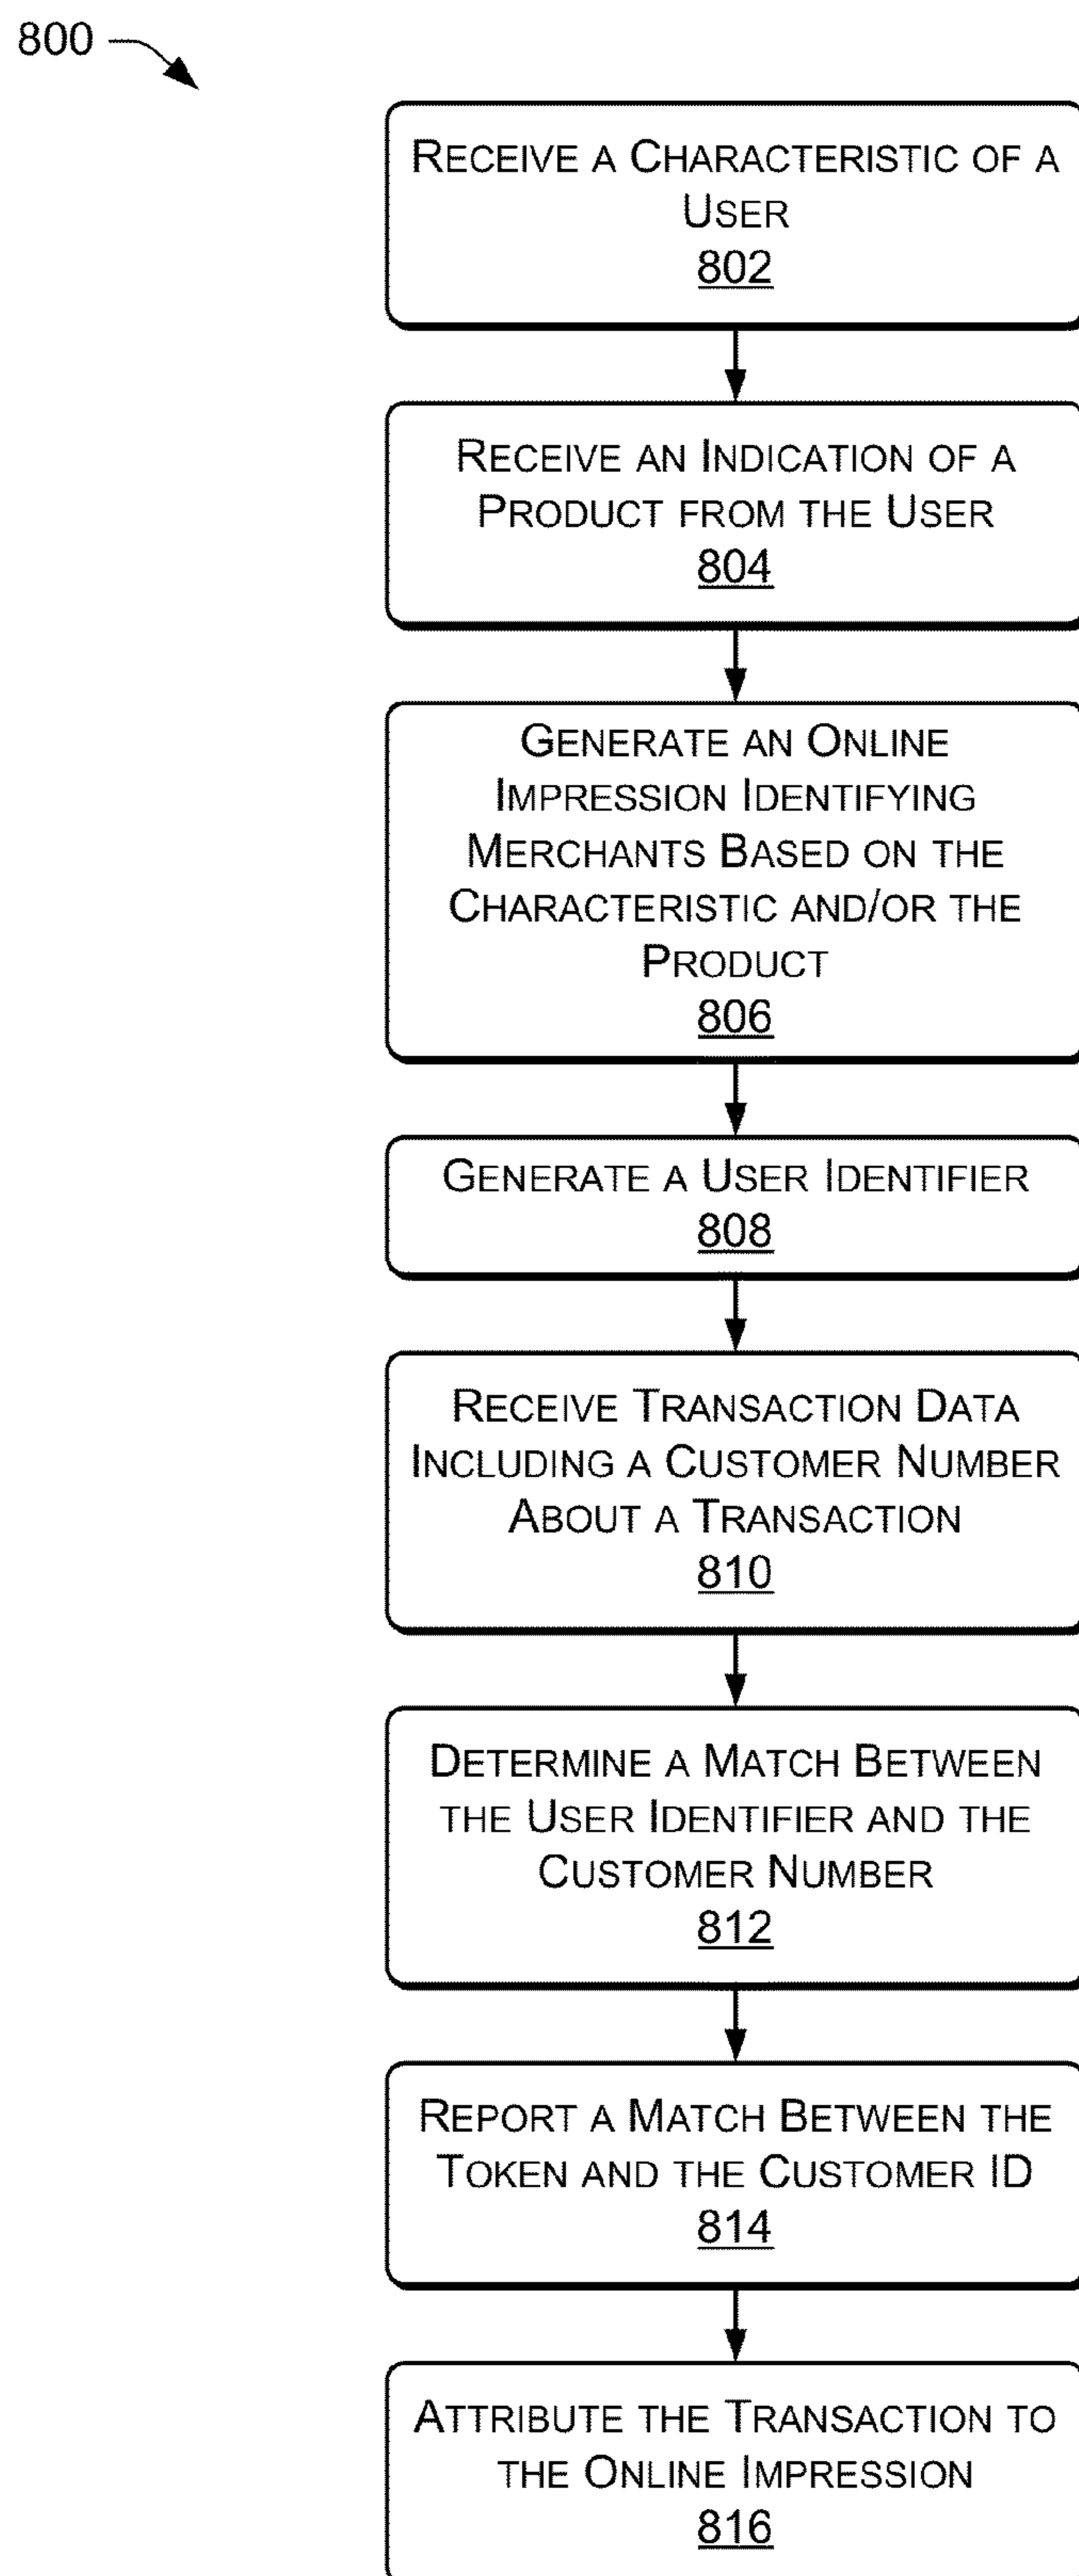 800
RECEIVE A CHARACTERISTIC OF A
USER
802
RECEIVE AN INDICATION OF A
PRODUCT FROM THE USER
804
GENERATE AN ONLINE
IMPRESSION IDENTIFYING
MERCHANTS BASED ON THE
CHARACTERISTIC AND/OR THE
PRODUCT
806
GENERATE A USER IDENTIFIER
808
RECEIVE TRANSACTION DATA
INCLUDING A CUSTOMER NUMBER
ABOUT A TRANSACTION
810
DETERMINE A MATCH BETWEEN
THE USER IDENTIFIER AND THE
CUSTOMER NUMBER
812
REPORT A MATCH BETWEEN THE
TOKEN AND THE CUSTOMER ID
814
ATTRIBUTE THE TRANSACTION TO
THE ONLINE IMPRESSION
816